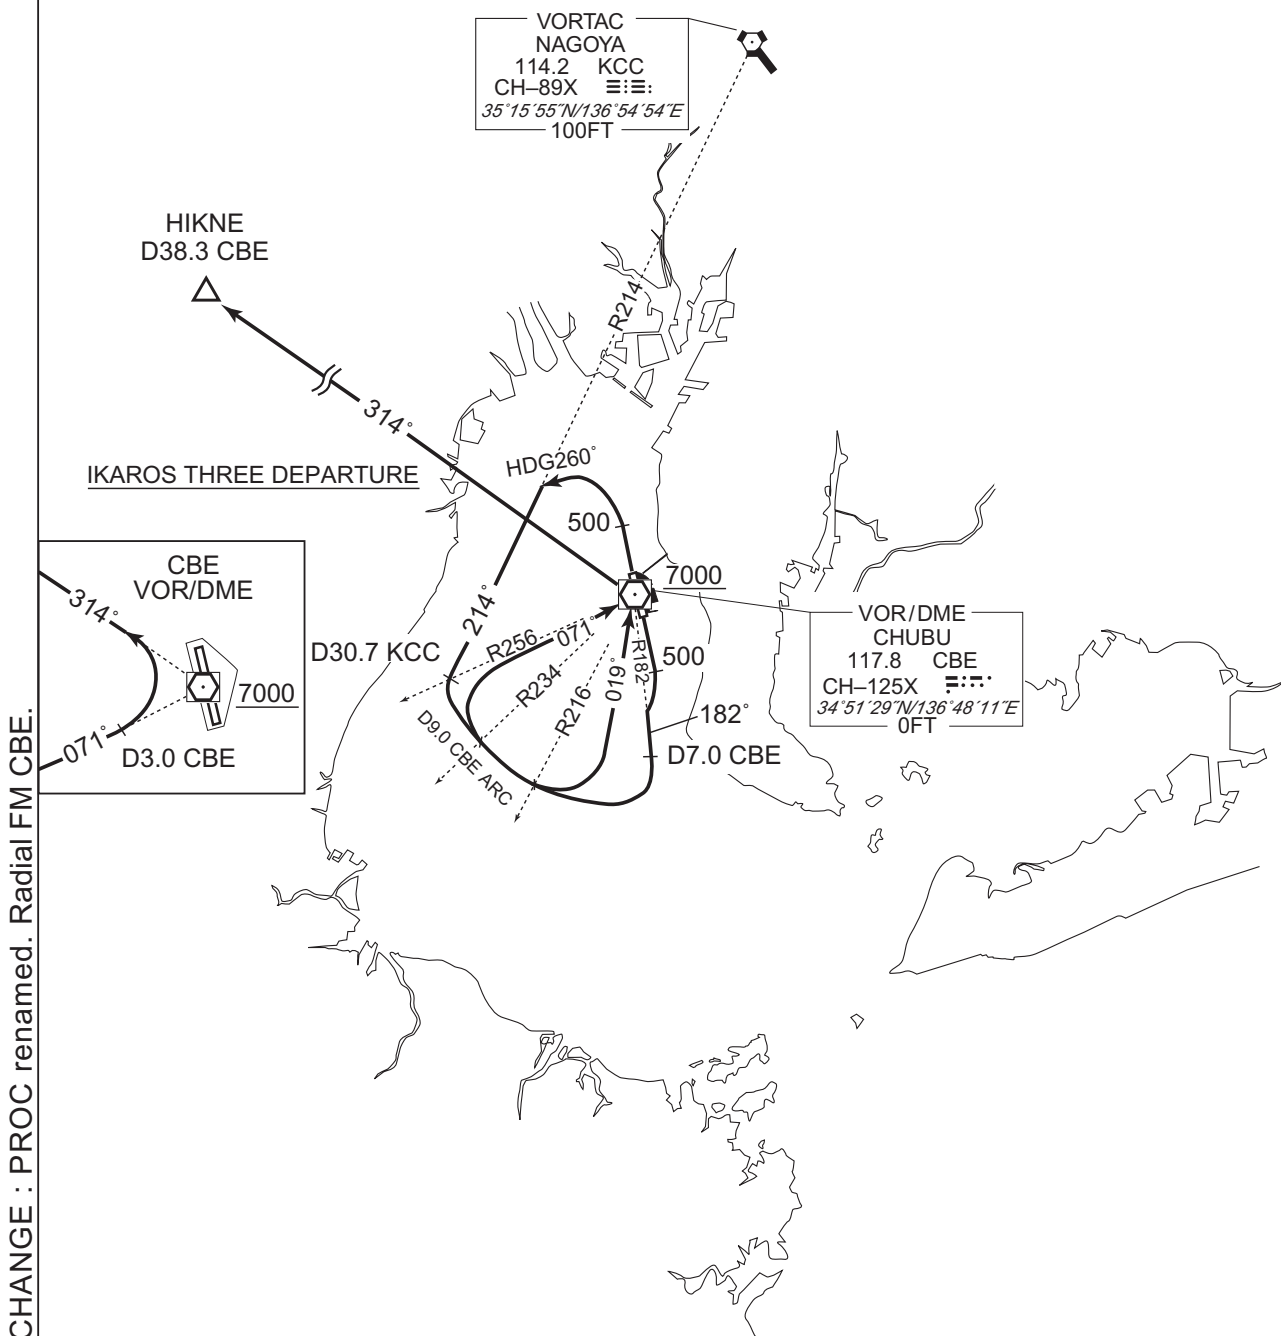 VORTAC
NAGOYA
114.2 KCC
CH–89X
35°15´55˝N/136°54´54˝E
100FT
HIKNE
D38.3 CBE
R214
314°
HDG260°
IKAROS THREE DEPARTURE
500
CBE
VOR/DME
7000
314°
214°
VOR/DME
CHUBU
117.8 CBE
CH–125X
34°51´29˝N/136°48´11˝E
0FT
D30.7 KCC
R256
071°
R182
500
R234
019°
7000
R216
182°
071°
D3.0 CBE
D9.0 CBE ARC
D7.0 CBE
CHANGE : PROC renamed. Radial FM CBE.